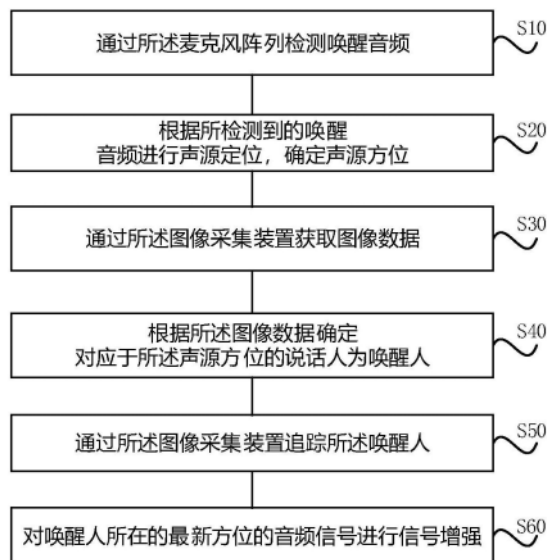 通过所述麦克风阵列检测唤醒音频
S10
根据所检测到的唤醒
音频进行声源定位，确定声源方位
S20
通过所述图像采集装置获取图像数据
S30
根据所述图像数据确定
对应于所述声源方位的说话人为唤醒人
S40
通过所述图像采集装置追踪所述唤醒人
S50
对唤醒人所在的最新方位的音频信号进行信号增强
S60